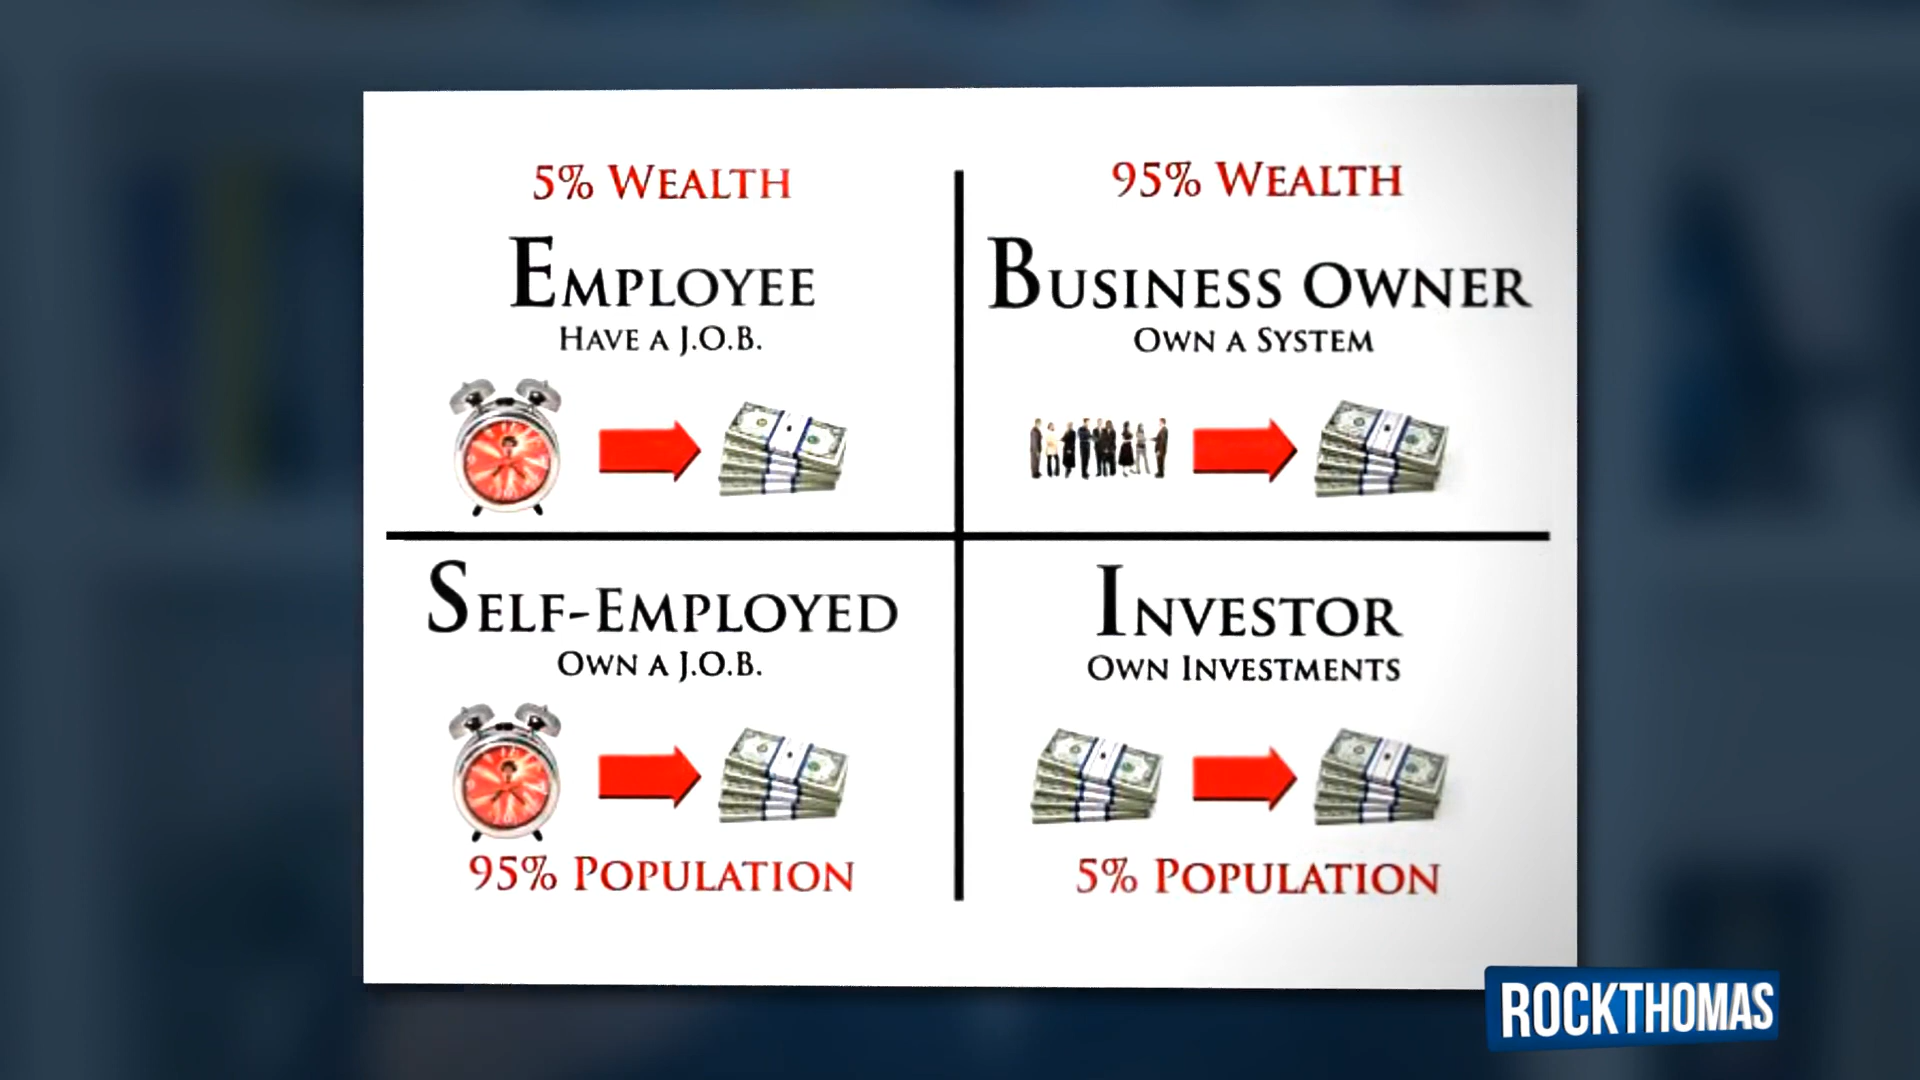 5% WEALTH
EMPLOYEE
HAVE A J.O.B.
95% WEALTH
BUSINESS OWNER
OWN A SYSTEM
SELF-EMPLOYED
OWN A J.O.B.
95% POPULATION
INVESTOR
OWN INVESTMENTS
5% POPULATION
ROCKTHOMAS